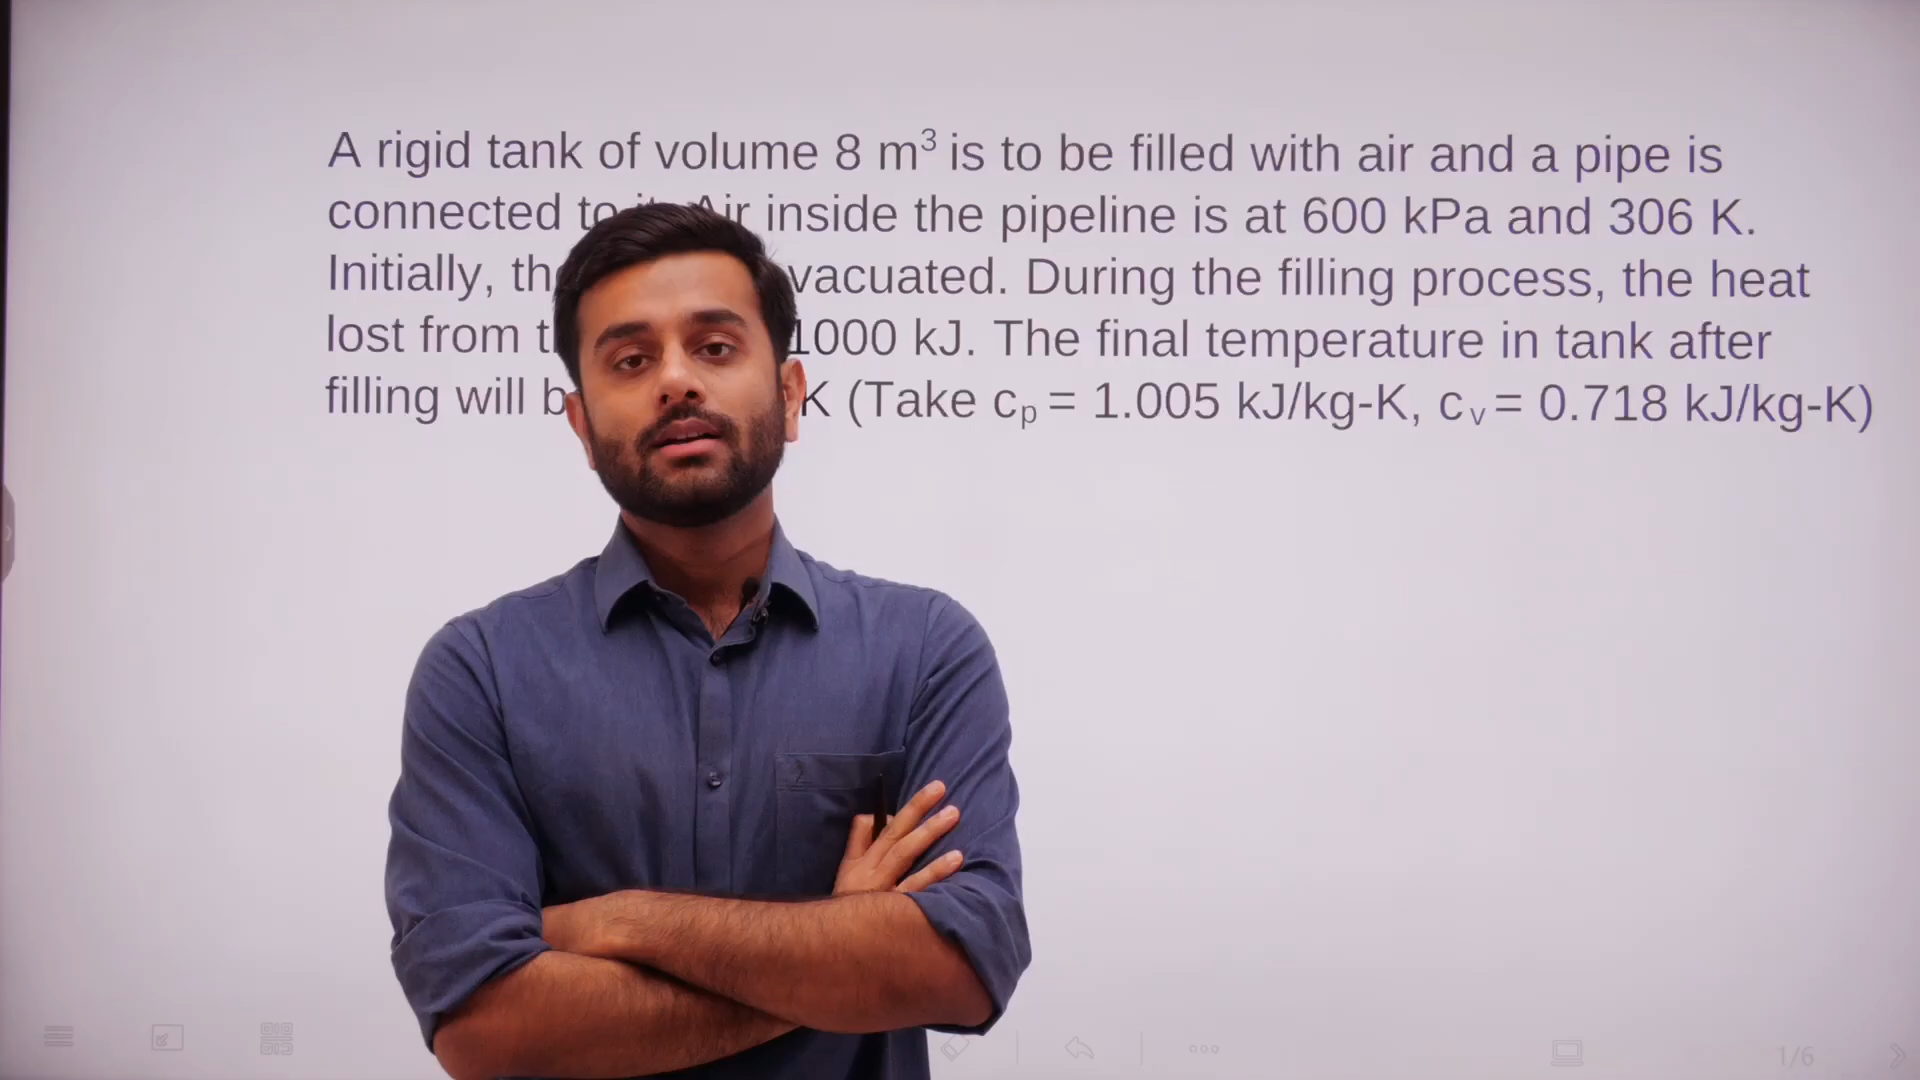 A rigid tank of volume 8 m³ is to be filled with air and a pipe is
connected to Air inside the pipeline is at 600 kPa and 306 K.
Initially, During the filling process, the heat
lost from 1000 kJ. The final temperature in tank after
filling will K (Take cₚ = 1.005 kJ/kg-K, cᵥ = 0.718 kJ/kg-K)
1/6